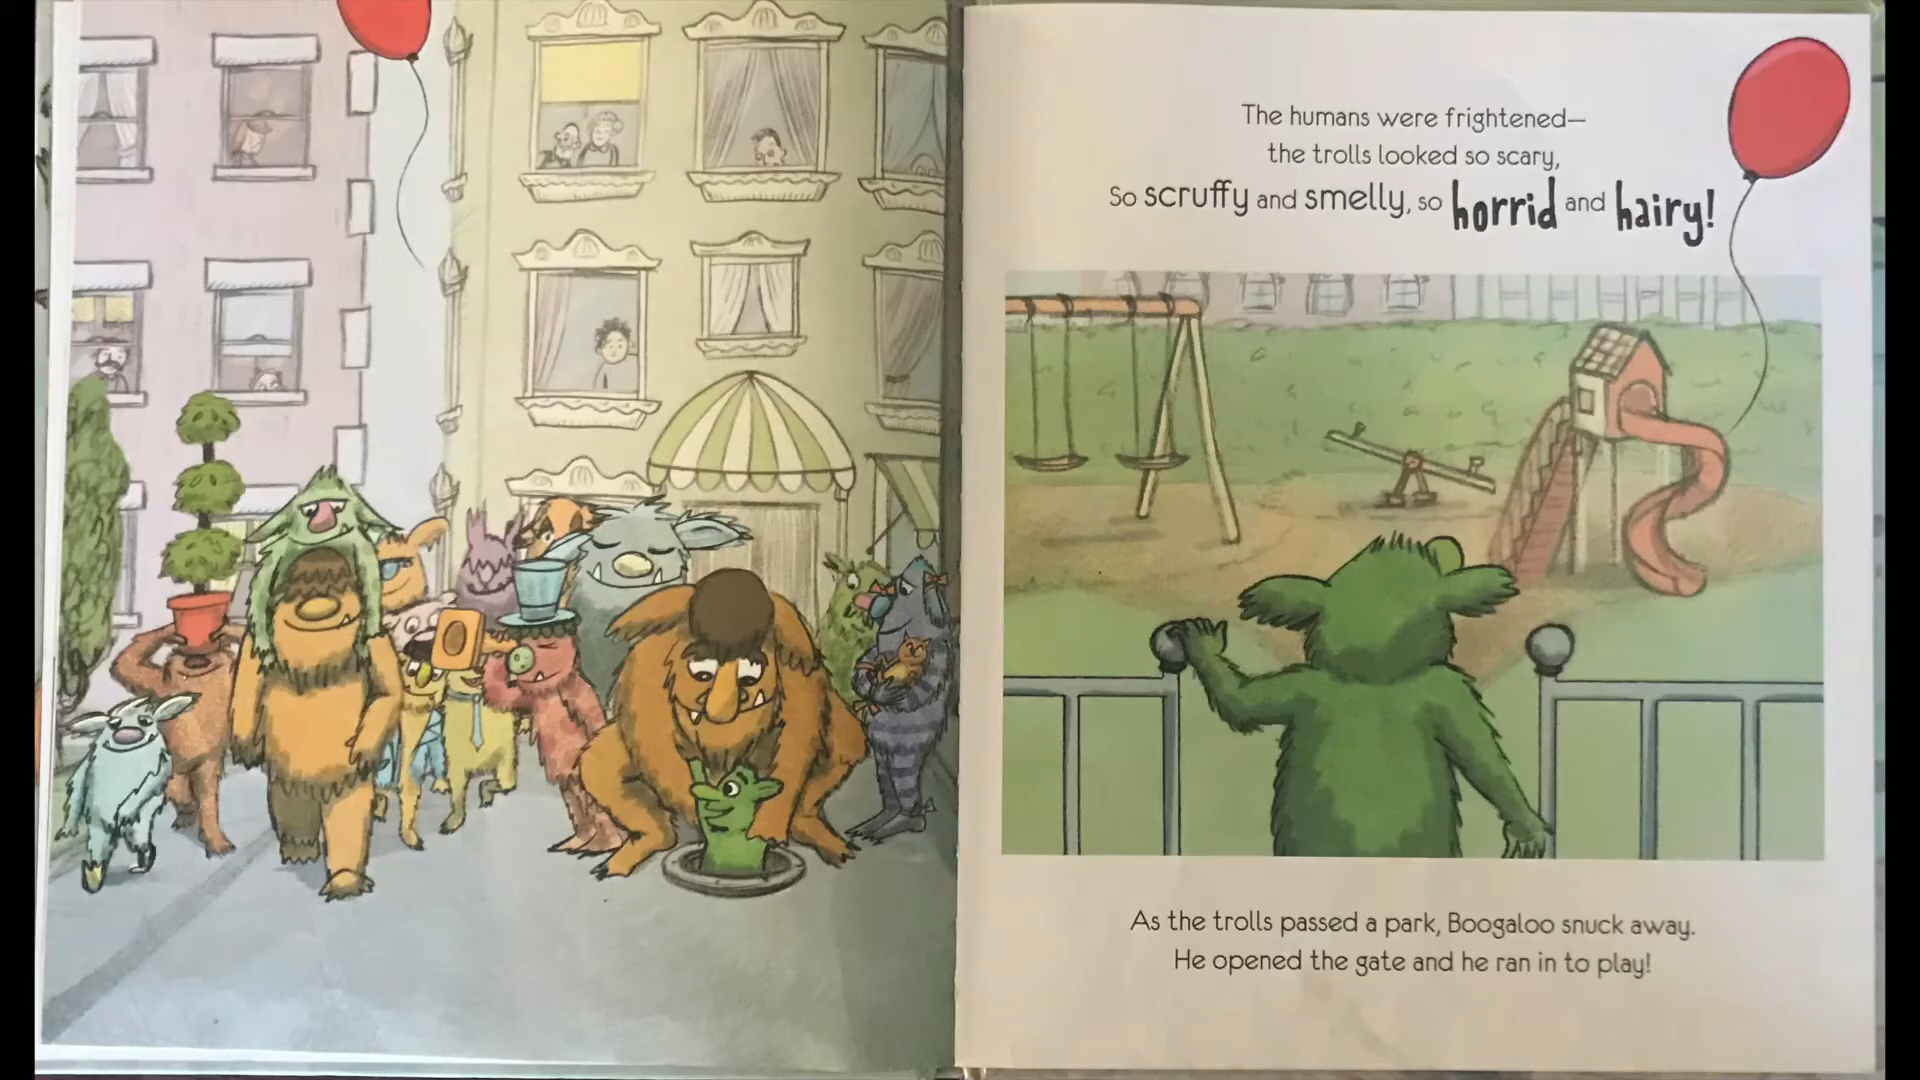 The humans were frightened—
the trolls looked so scary,
So scruffy and smelly, so horrid and hairy!
As the trolls passed a park, Boogaloo snuck away.
He opened the gate and he ran in to play!